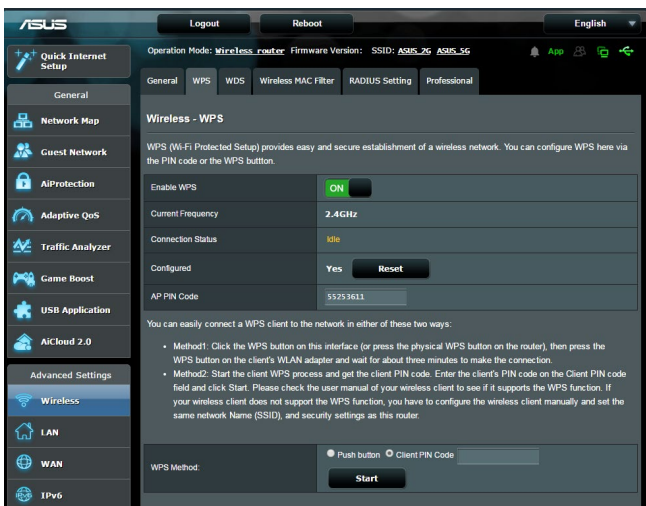 ASUS
Logout
Reboot
English
Quick Internet
Setup
Operation Mode: Wireless router Firmware Version: SSID: ASUS_2G ASUS_5G
App
General WPS WDS Wireless MAC Filter RADIUS Setting Professional
General
Network Map
Guest Network
AiProtection
Adaptive QoS
Traffic Analyzer
Game Boost
USB Application
AiCloud 2.0
Advanced Settings
Wireless
LAN
WAN
IPv6
Wireless - WPS
WPS (Wi-Fi Protected Setup) provides easy and secure establishment of a wireless network. You can configure WPS here via
the PIN code or the WPS buttton.
Enable WPS ON
Current Frequency 2.4GHz
Connection Status Idle
Configured Yes Reset
AP PIN Code 55253611
You can easily connect a WPS client to the network in either of these two ways:
• Method1: Click the WPS button on this interface (or press the physical WPS button on the router), then press the
WPS button on the client's WLAN adapter and wait for about three minutes to make the connection.
• Method2: Start the client WPS process and get the client PIN code. Enter the client's PIN code on the Client PIN code
field and click Start. Please check the user manual of your wireless client to see if it supports the WPS function. If
your wireless client does not support the WPS function, you have to configure the wireless client manually and set the
same network Name (SSID), and security settings as this router.
WPS Method: Push button Client PIN Code
Start